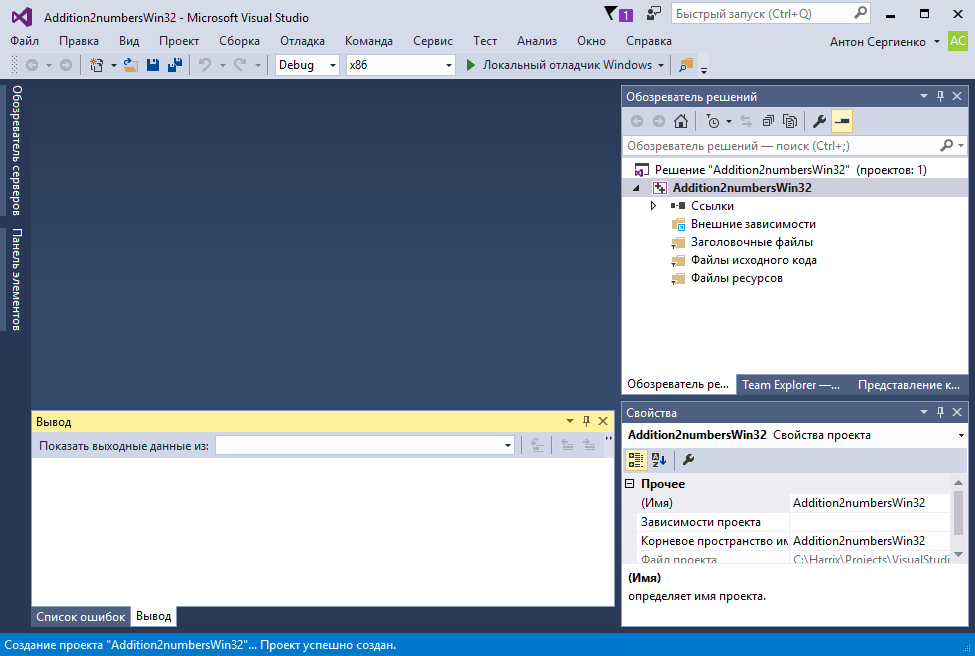 Addition2numbersWin32 - Microsoft Visual Studio
1
Быстрый запуск (Ctrl+Q)
Файл Правка Вид Проект Сборка Отладка Команда Сервис Тест Анализ Окно Справка
Антон Сергиенко
АС
Debug x86 Локальный отладчик Windows
Обозреватель серверов
Панель элементов
Обозреватель решений
Обозреватель решений — поиск (Ctrl+;)
Решение "Addition2numbersWin32" (проектов: 1)
Addition2numbersWin32
Ссылки
Внешние зависимости
Заголовочные файлы
Файлы исходного кода
Файлы ресурсов
Обозреватель ре... Team Explorer —... Представление к...
Вывод
Показать выходные данные из:
Список ошибок Вывод
Свойства
Addition2numbersWin32 Свойства проекта
Прочее
(Имя) Addition2numbersWin32
Зависимости проекта
Корневое пространство им Addition2numbersWin32
Файл проекта C:\Harrix\Projects\VisualStudi
(Имя)
определяет имя проекта.
Создание проекта "Addition2numbersWin32"... Проект успешно создан.